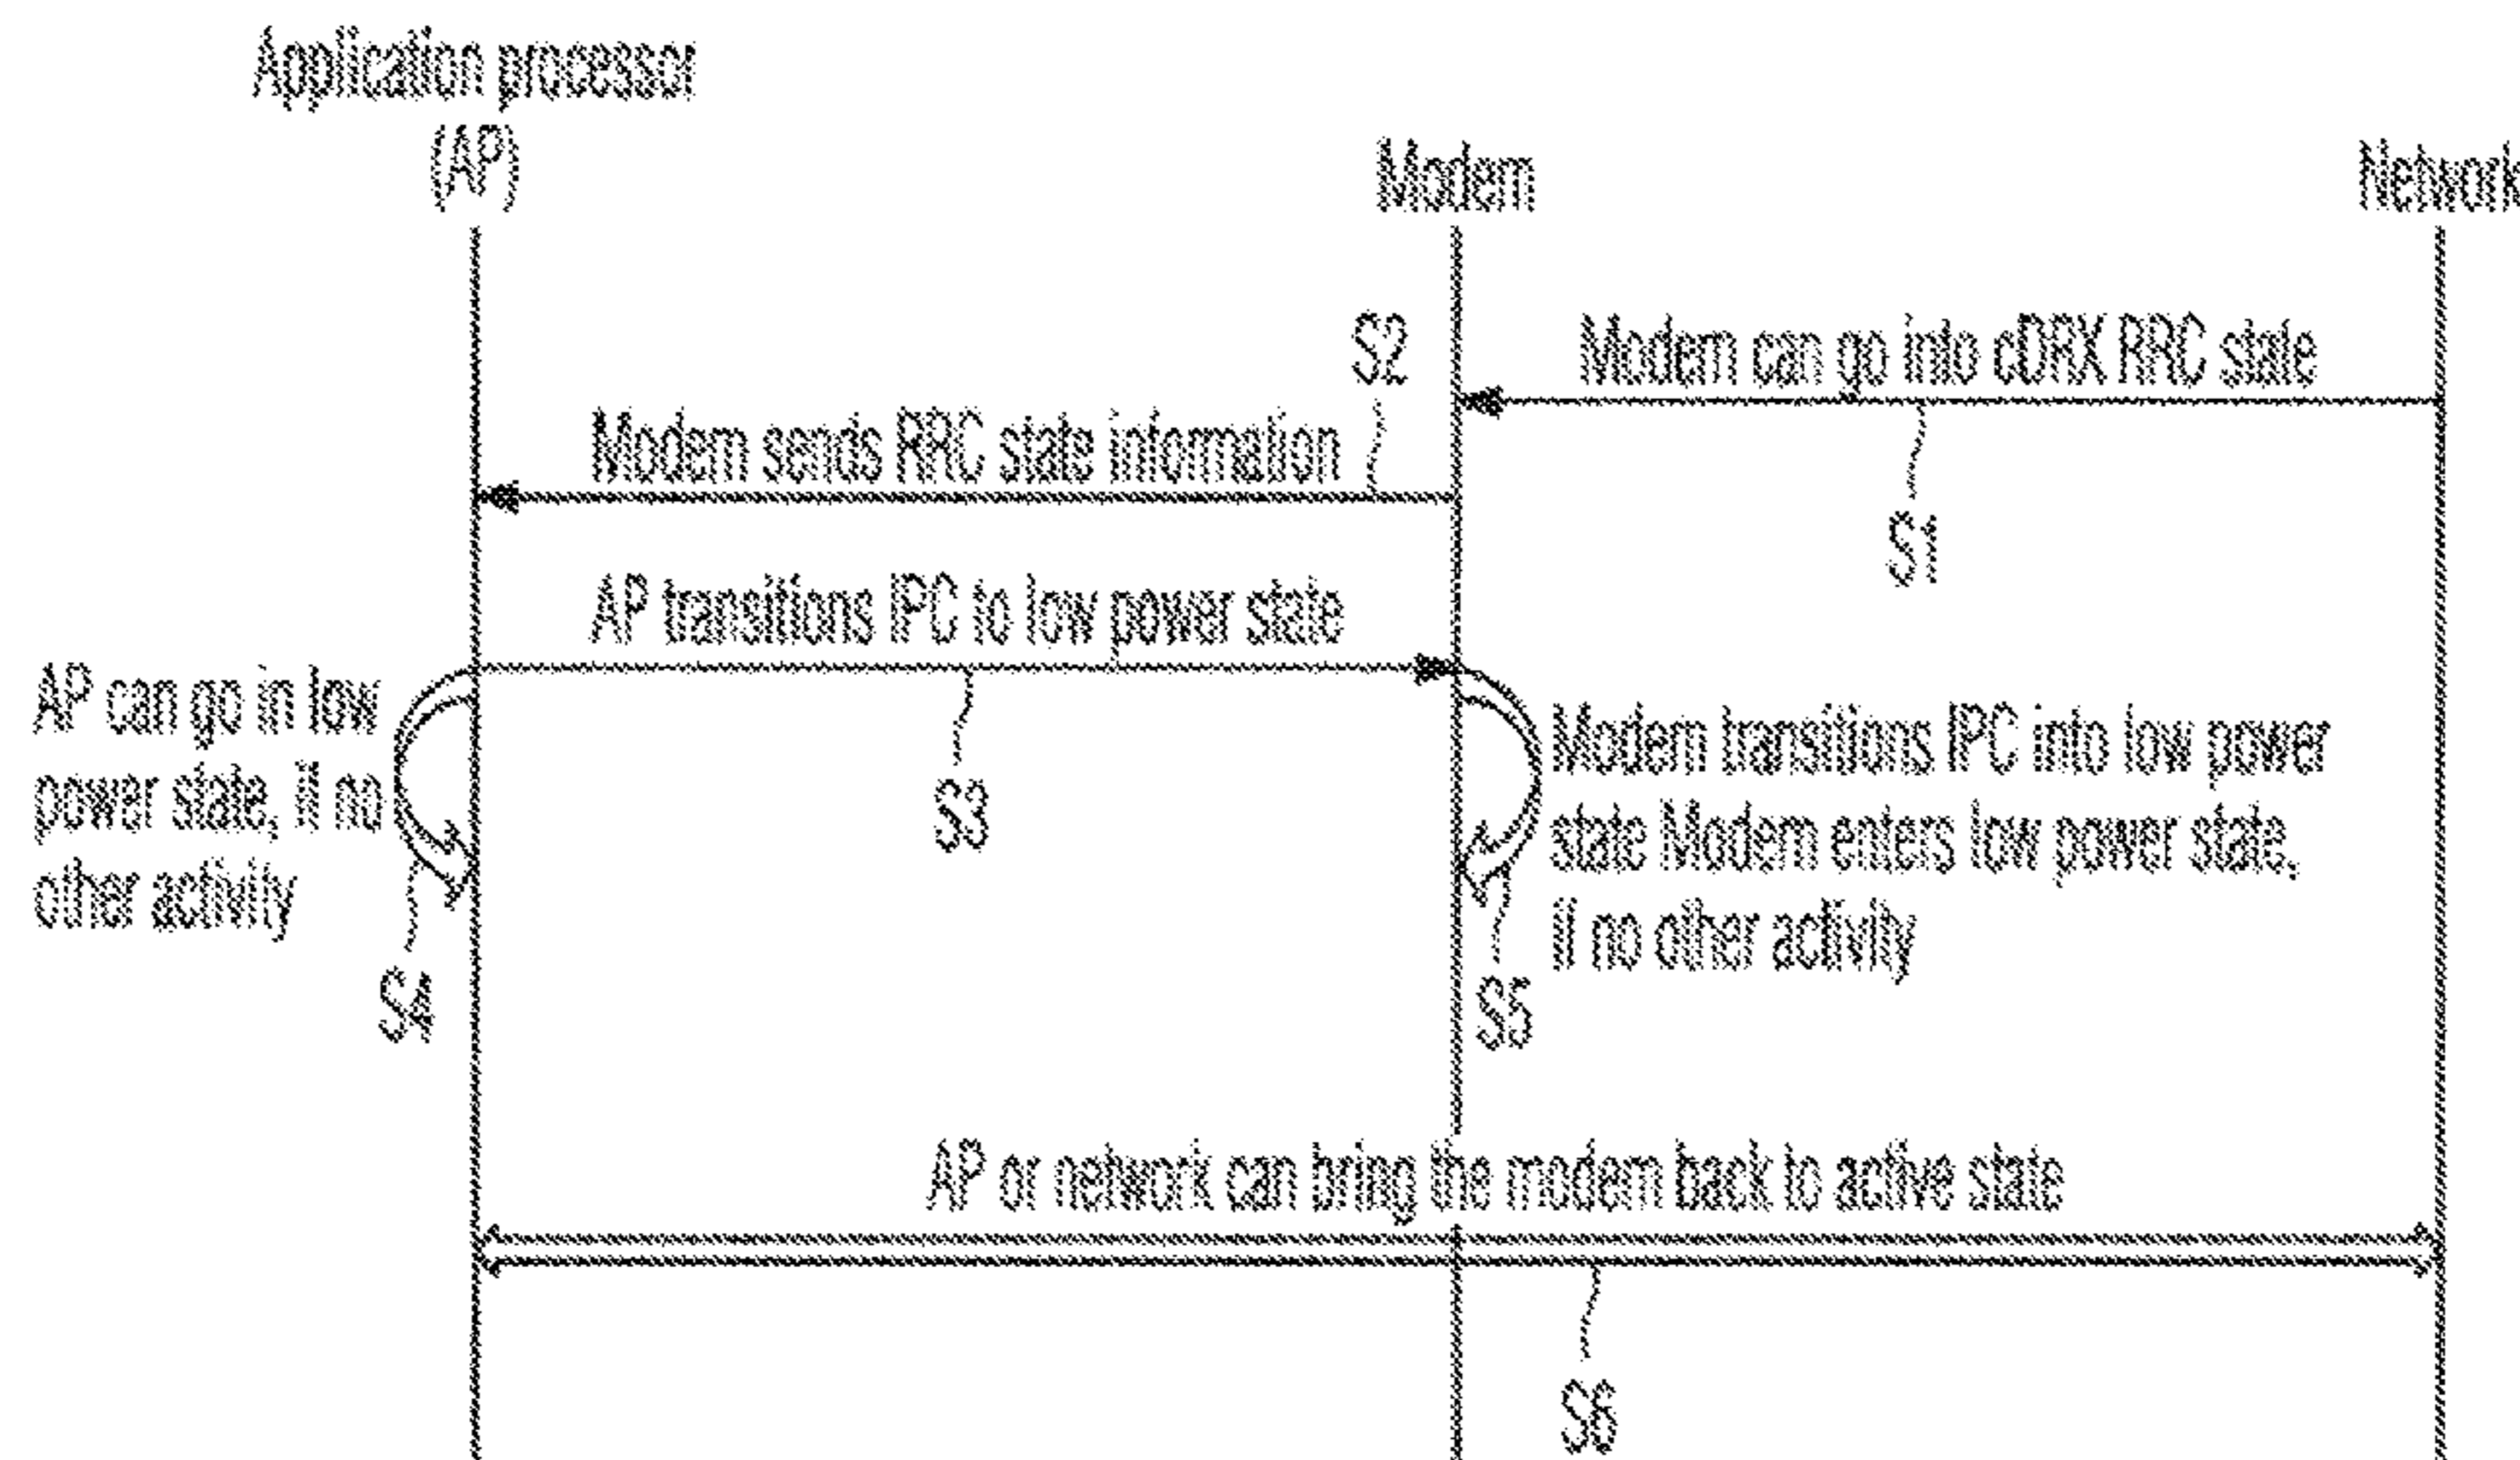 Application processor
(AP)
Modem
Network
S2
Modem can go into cDRX RRC state
Modem sends RRC state information
S1
AP transitions IPC to low power state
AP can go in low
power state, if no
other activity
S3
Modem transitions IPC into low power
state Modem enters low power state,
if no other activity
S4
S5
AP or network can bring the modem back to active state
S6